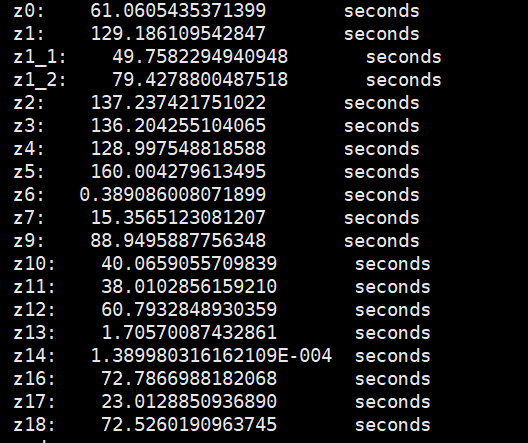 z0: 61.0605435371399 seconds
z1: 129.186109542847 seconds
z1_1: 49.7582294940948 seconds
z1_2: 79.4278800487518 seconds
z2: 137.237421751022 seconds
z3: 136.204255104065 seconds
z4: 128.997548818588 seconds
z5: 160.004279613495 seconds
z6: 0.389086008071899 seconds
z7: 15.3565123081207 seconds
z9: 88.9495887756348 seconds
z10: 40.0659055709839 seconds
z11: 38.0102856159210 seconds
z12: 60.7932848930359 seconds
z13: 1.70570087432861 seconds
z14: 1.389980316162109E-004 seconds
z16: 72.7866988182068 seconds
z17: 23.0128850936890 seconds
z18: 72.5260190963745 seconds